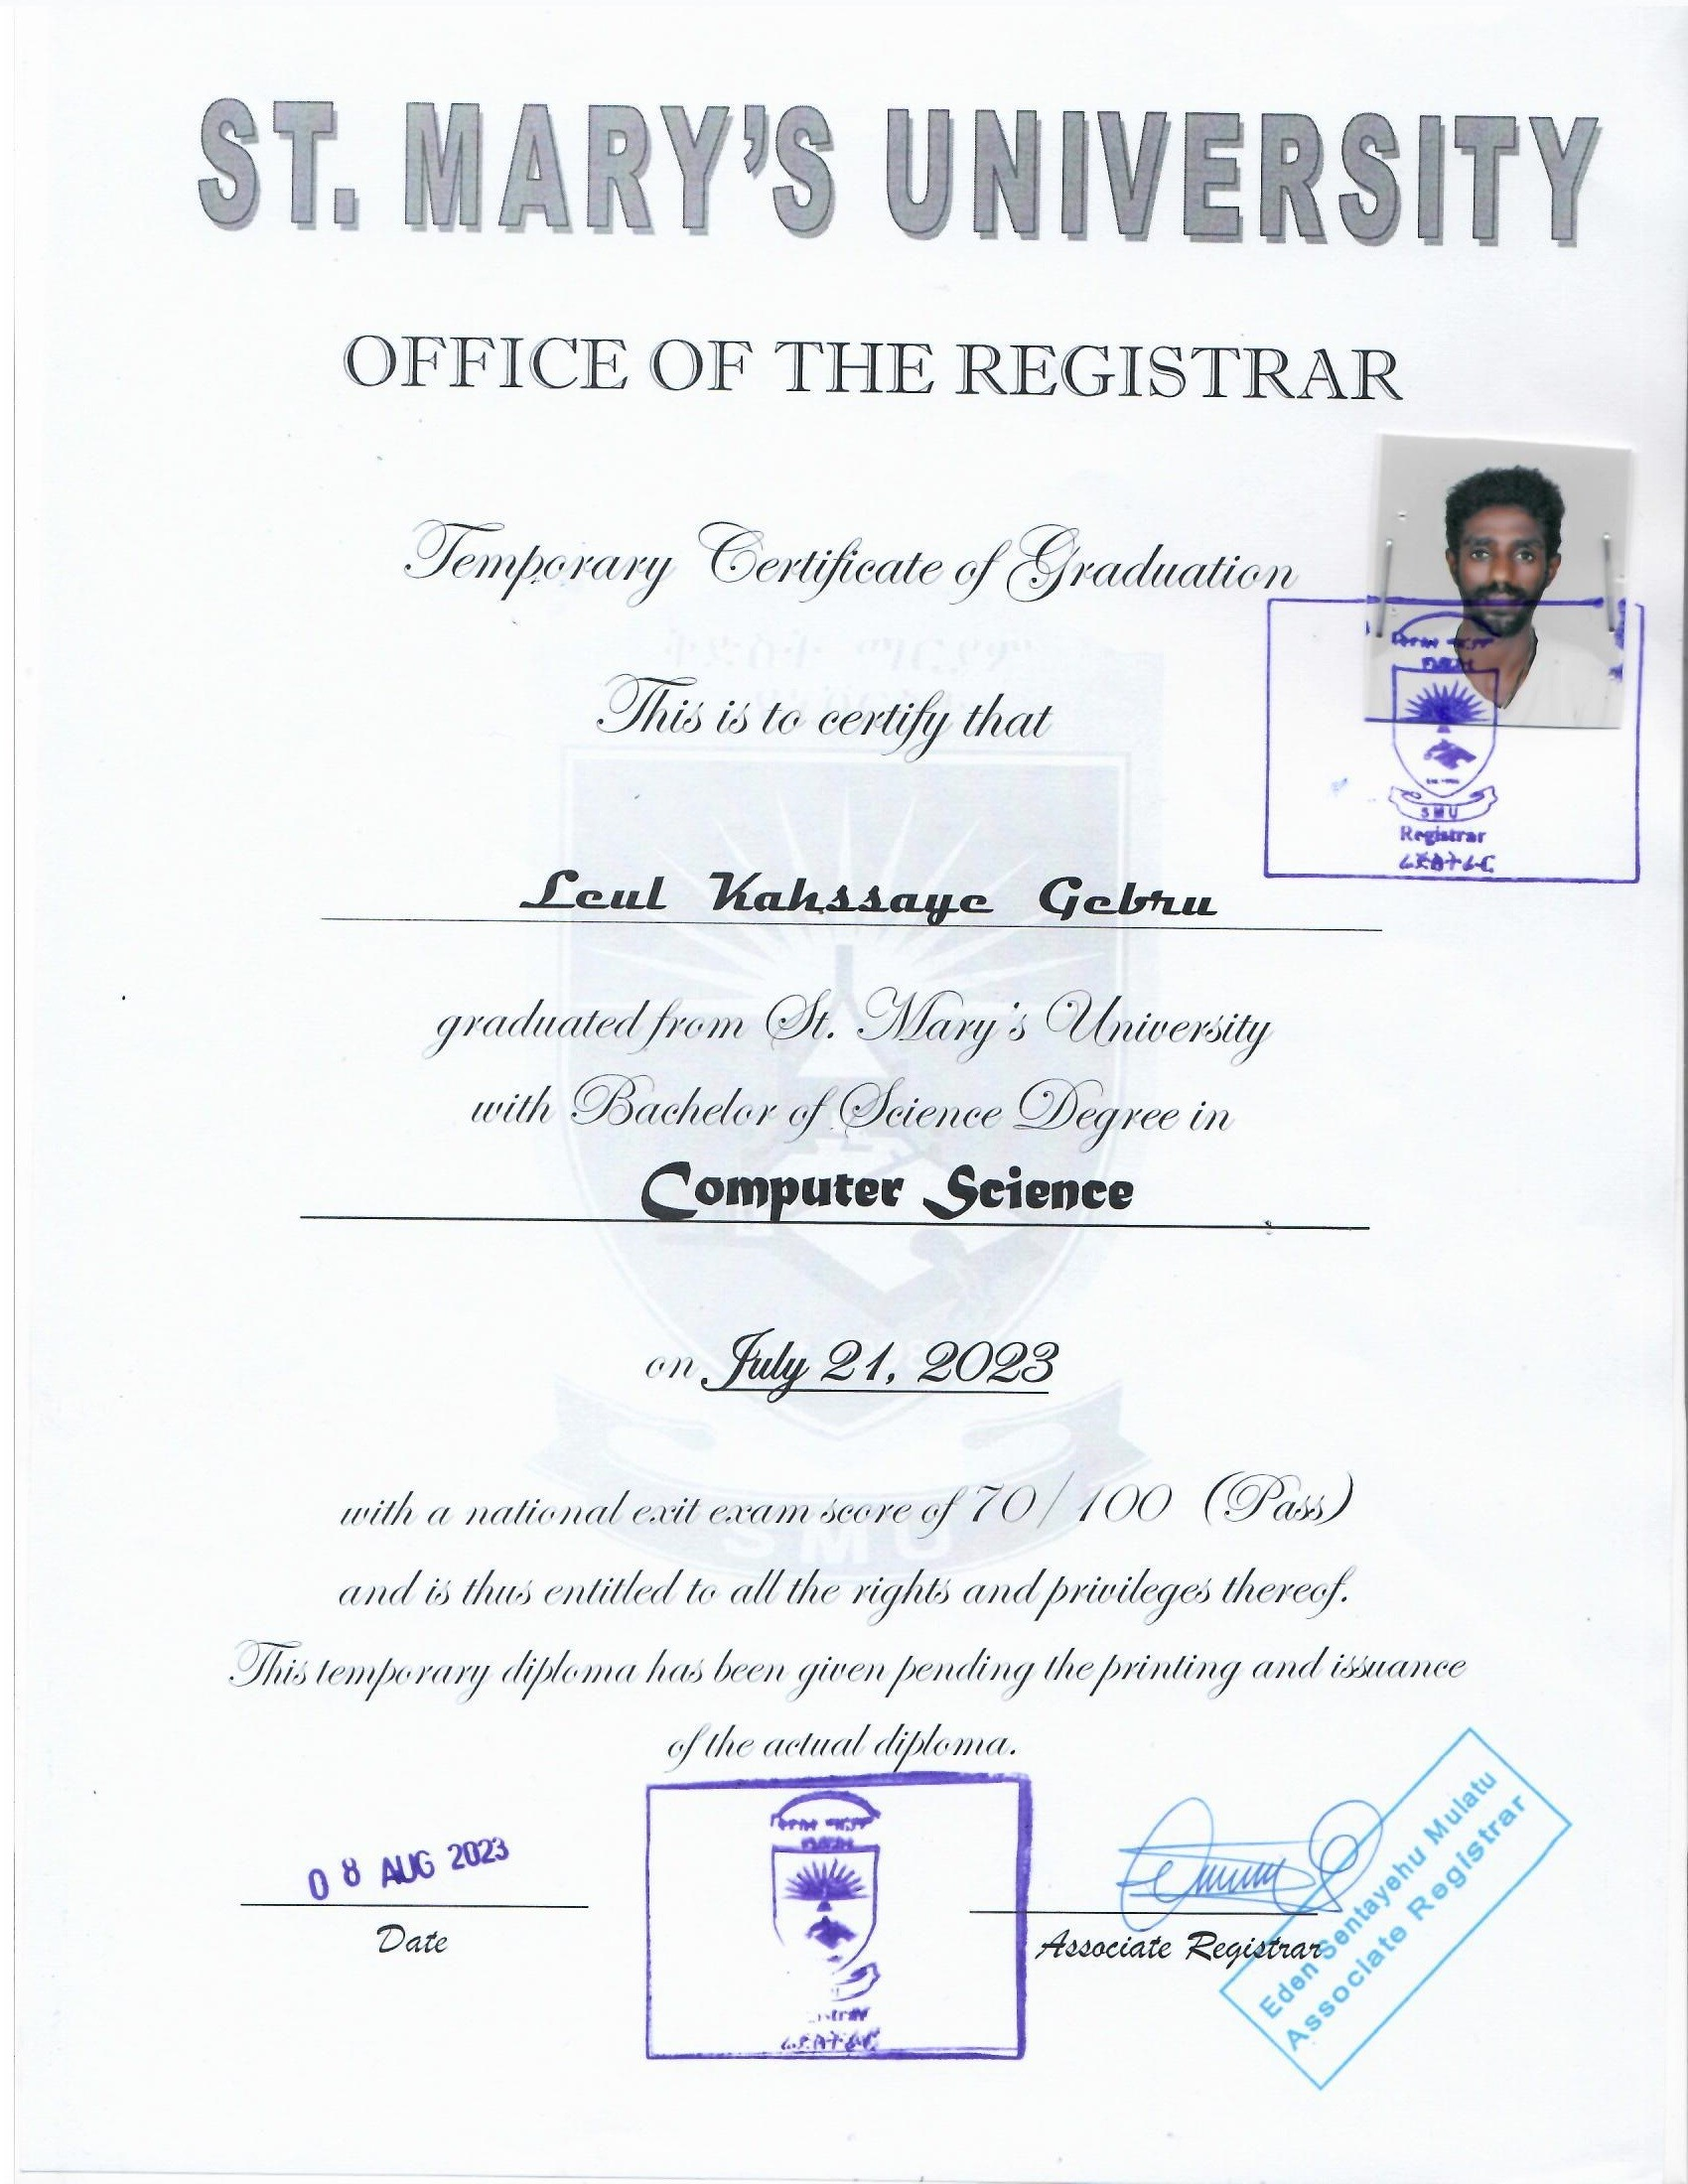 ST. MARY'S UNIVERSITY
OFFICE OF THE REGISTRAR
Temporary Certificate of Graduation
This is to certify that
SMU
Registrar
ሬጅስትራር
Leul Kahssaye Gebru
graduated from St. Mary's University
with Bachelor of Science Degree in
Computer Science
on July 21, 2023
with a national exit exam score of 70/100 (Pass)
SMU
and is thus entitled to all the rights and privileges thereof.
This temporary diploma has been given pending the printing and issuance
of the actual diploma.
08 AUG 2023
Date
Associate Registrar
Eden Sentayehu Mulatu
Associate Registrar